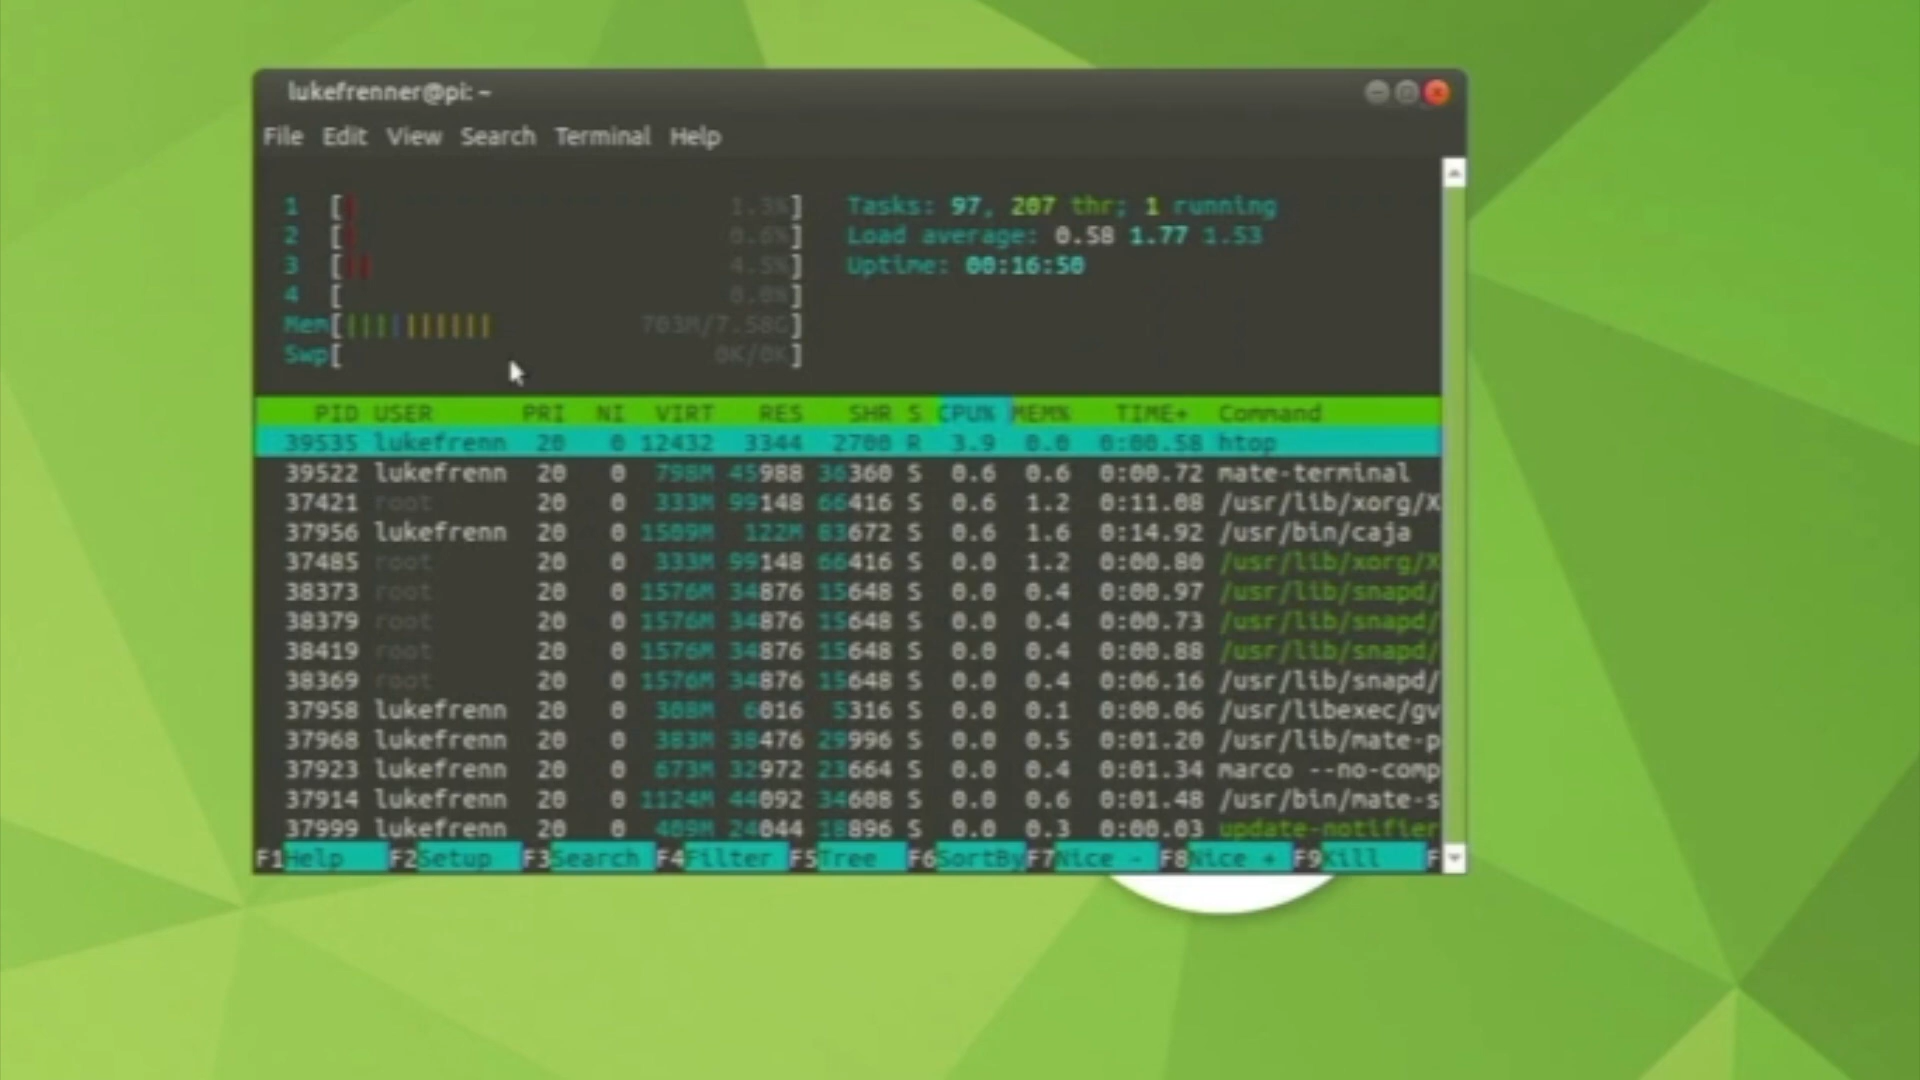 lukefrenner@pi: ~
File Edit View Search Terminal Help
1 [| 1.3%] Tasks: 97, 207 thr; 1 running
2 [| 0.6%] Load average: 0.58 1.77 1.53
3 [|| 4.5%] Uptime: 00:16:50
4 [ 0.0%]
Mem[|||||||||| 703M/7.58G]
Swp[ 0K/0K]
PID USER PRI NI VIRT RES SHR S CPU% MEM% TIME+ Command
39535 lukefrenn 20 0 12432 3344 2700 R 3.9 0.0 0:00.58 htop
39522 lukefrenn 20 0 798M 45988 36360 S 0.6 0.6 0:00.72 mate-terminal
37421 root 20 0 333M 99148 66416 S 0.6 1.2 0:11.08 /usr/lib/xorg/X
37956 lukefrenn 20 0 1509M 122M 83672 S 0.6 1.6 0:14.92 /usr/bin/caja
37485 root 20 0 333M 99148 66416 S 0.0 1.2 0:00.80 /usr/lib/xorg/X
38373 root 20 0 1576M 34876 15648 S 0.0 0.4 0:00.97 /usr/lib/snapd/
38379 root 20 0 1576M 34876 15648 S 0.0 0.4 0:00.73 /usr/lib/snapd/
38419 root 20 0 1576M 34876 15648 S 0.0 0.4 0:00.88 /usr/lib/snapd/
38369 root 20 0 1576M 34876 15648 S 0.0 0.4 0:06.16 /usr/lib/snapd/
37958 lukefrenn 20 0 308M 6016 5316 S 0.0 0.1 0:00.06 /usr/libexec/gv
37968 lukefrenn 20 0 383M 38476 29996 S 0.0 0.5 0:01.20 /usr/lib/mate-p
37923 lukefrenn 20 0 673M 32972 23664 S 0.0 0.4 0:01.34 marco --no-comp
37914 lukefrenn 20 0 1124M 44092 34608 S 0.0 0.6 0:01.48 /usr/bin/mate-s
37999 lukefrenn 20 0 409M 24044 18896 S 0.0 0.3 0:00.03 update-notifier
F1Help F2Setup F3Search F4Filter F5Tree F6SortBy F7Nice - F8Nice + F9Kill F